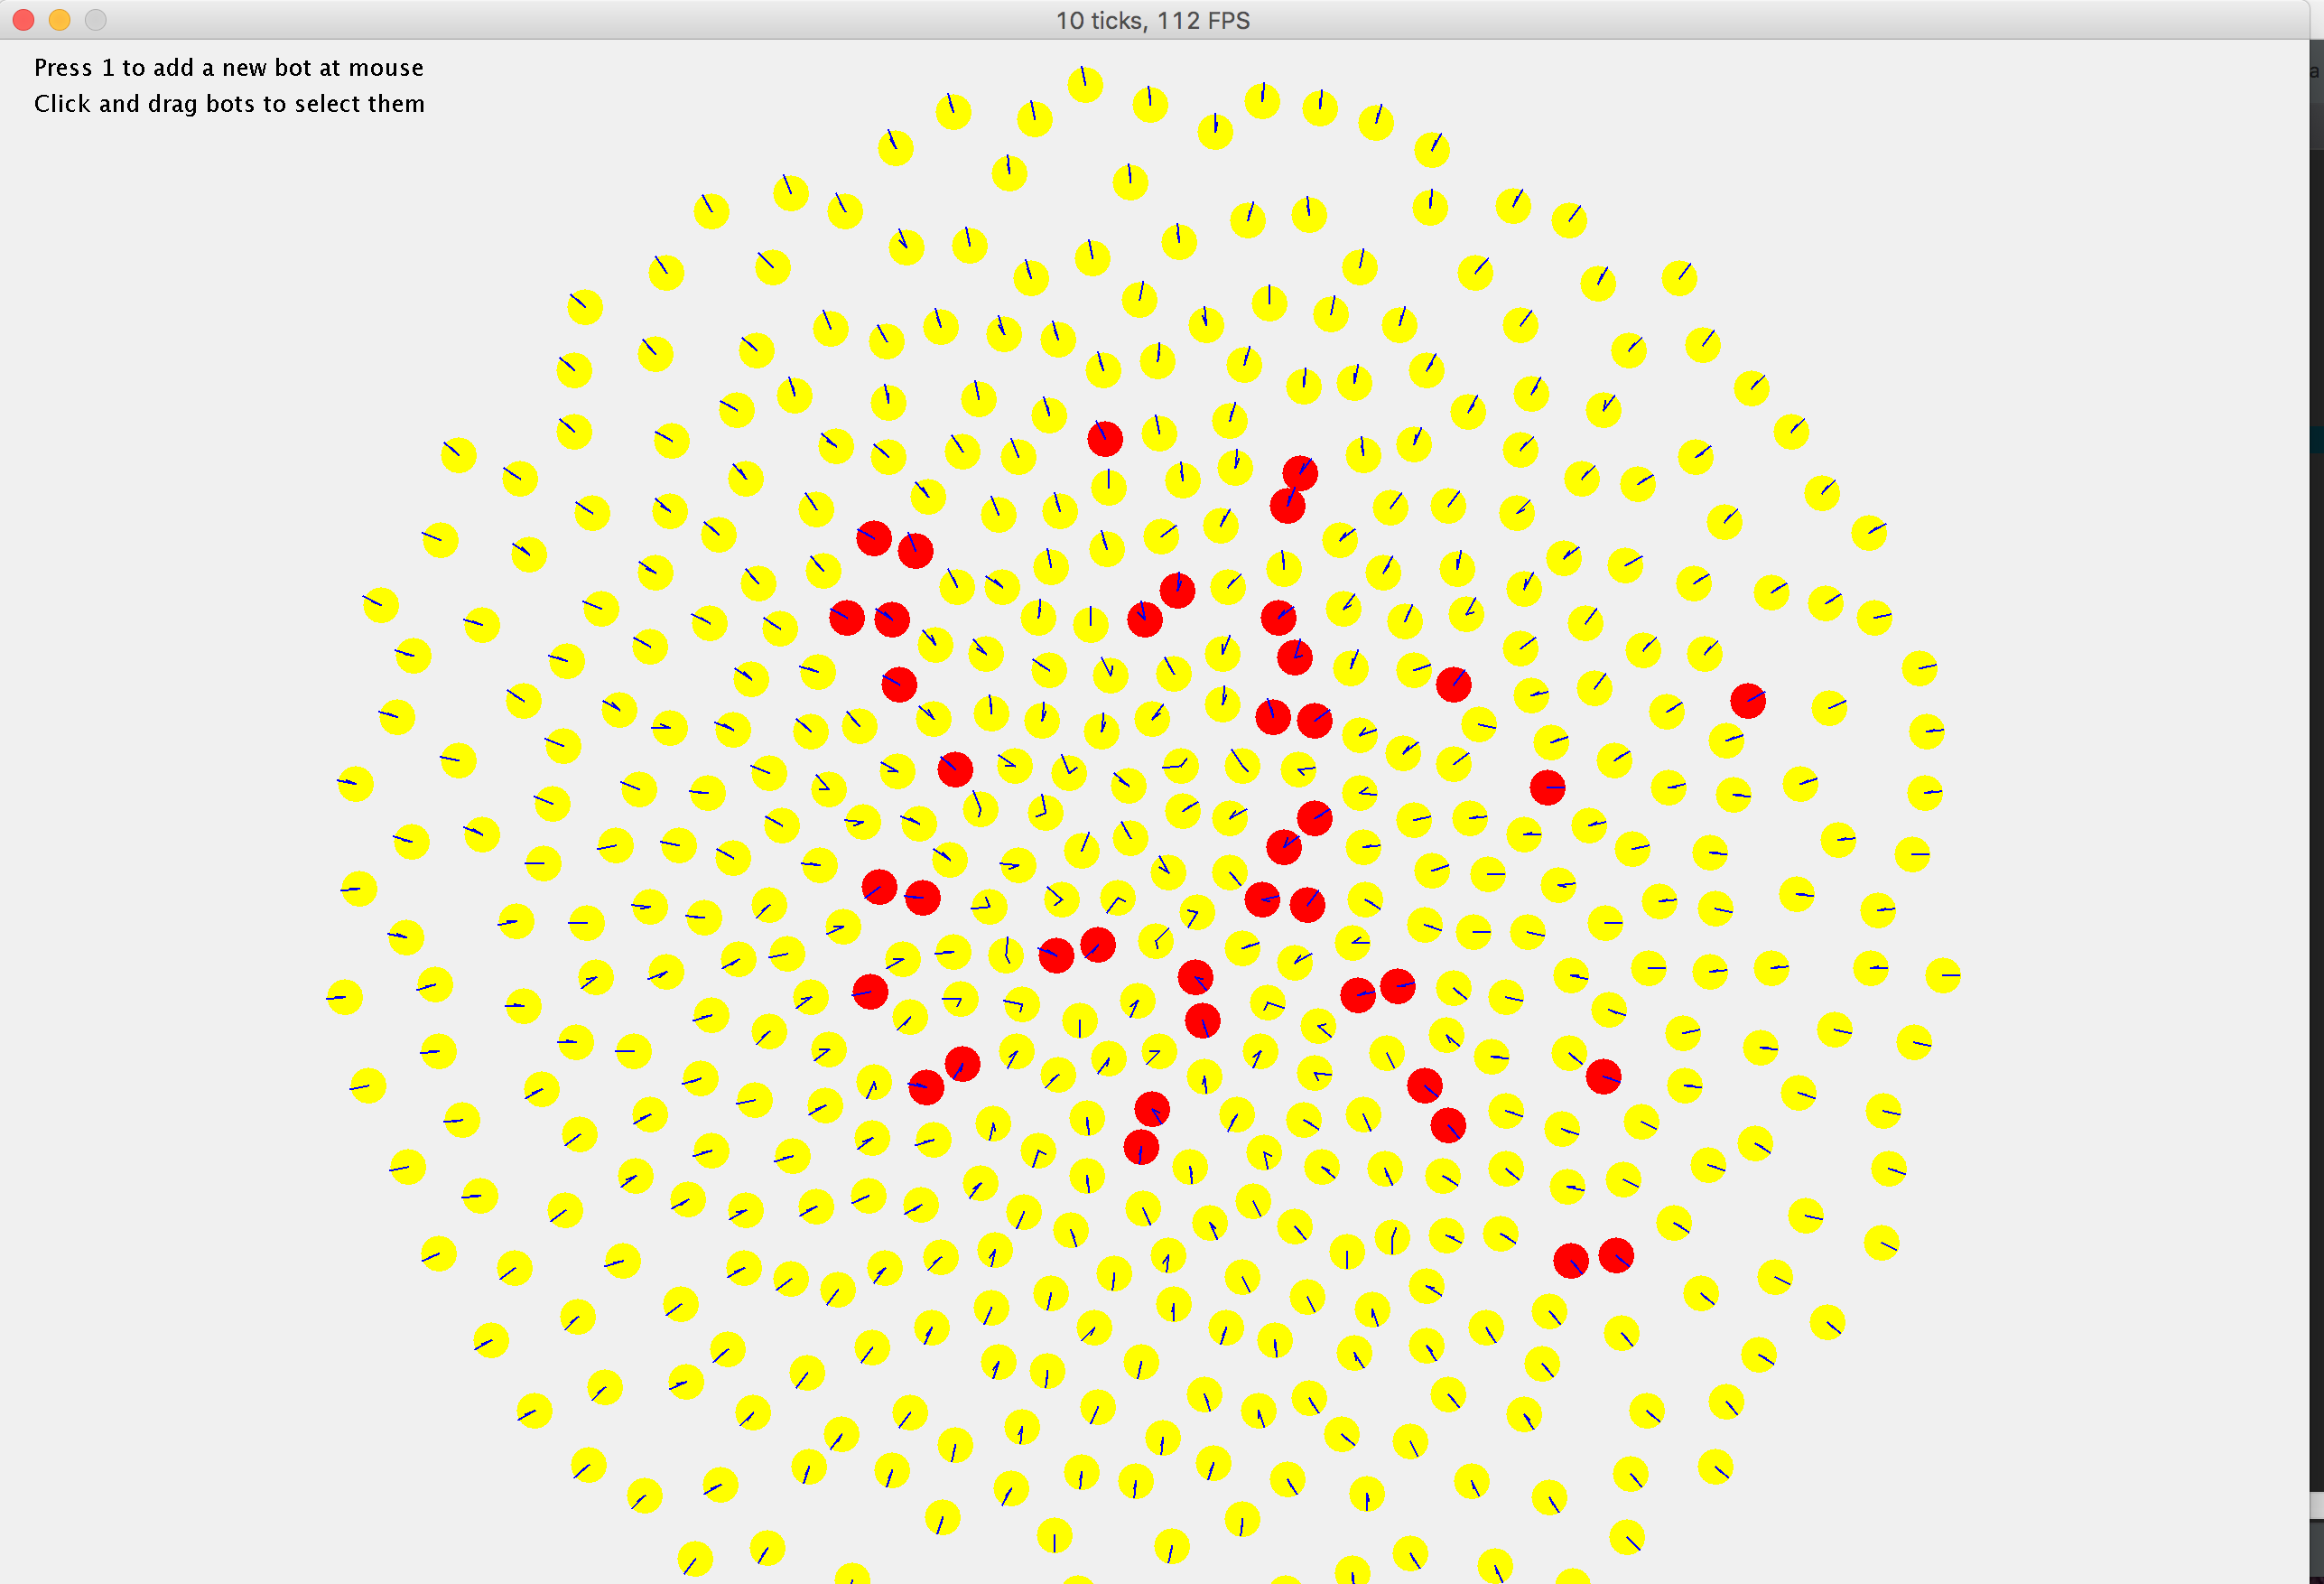 10 ticks, 112 FPS
Press 1 to add a new bot at mouse
Click and drag bots to select them
a